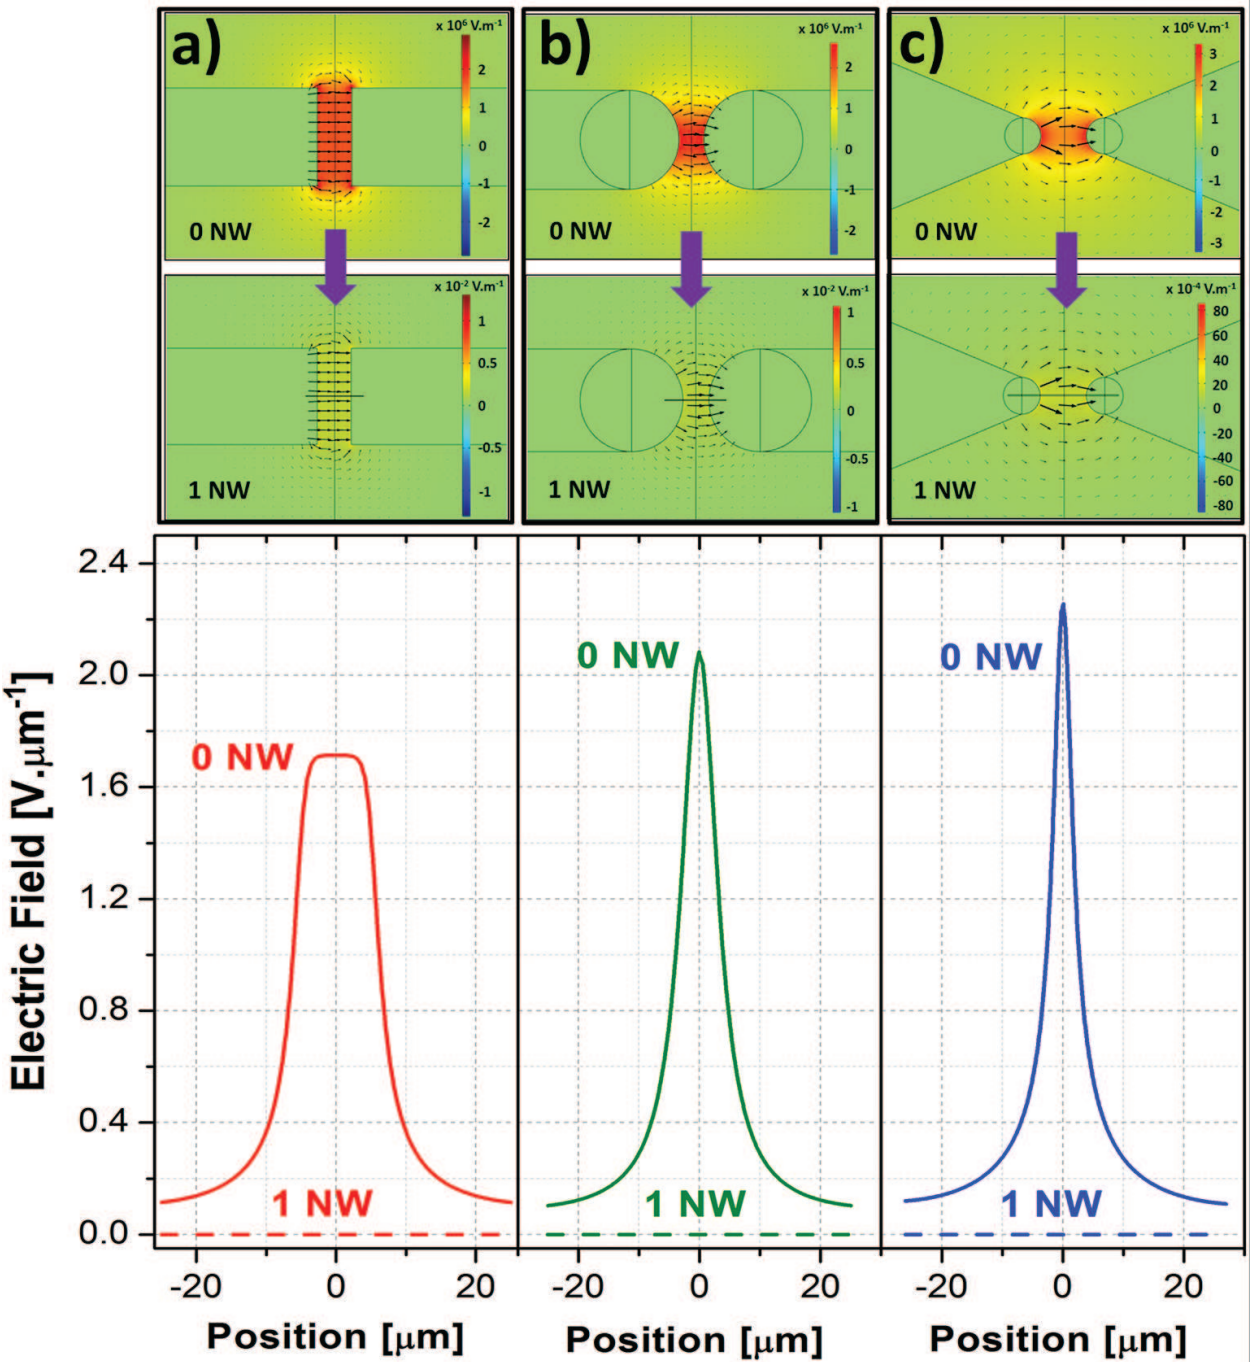 a)
x 10⁶ V.m⁻¹
2
1
0
-1
-2
0 NW
b)
x 10⁶ V.m⁻¹
2
1
0
-1
-2
0 NW
c)
x 10⁶ V.m⁻¹
3
2
1
0
-1
-2
-3
0 NW
x 10⁻² V.m⁻¹
1
0.5
0
-0.5
-1
1 NW
x 10⁻² V.m⁻¹
1
0.5
0
-0.5
-1
1 NW
x 10⁻⁴ V.m⁻¹
80
60
40
20
0
-20
-40
-60
-80
1 NW
Electric Field [V.µm⁻¹]
2.4
2.0
1.6
1.2
0.8
0.4
0.0
0 NW
1 NW
0 NW
1 NW
0 NW
1 NW
-20 0 20
-20 0 20
-20 0 20
Position [µm]
Position [µm]
Position [µm]